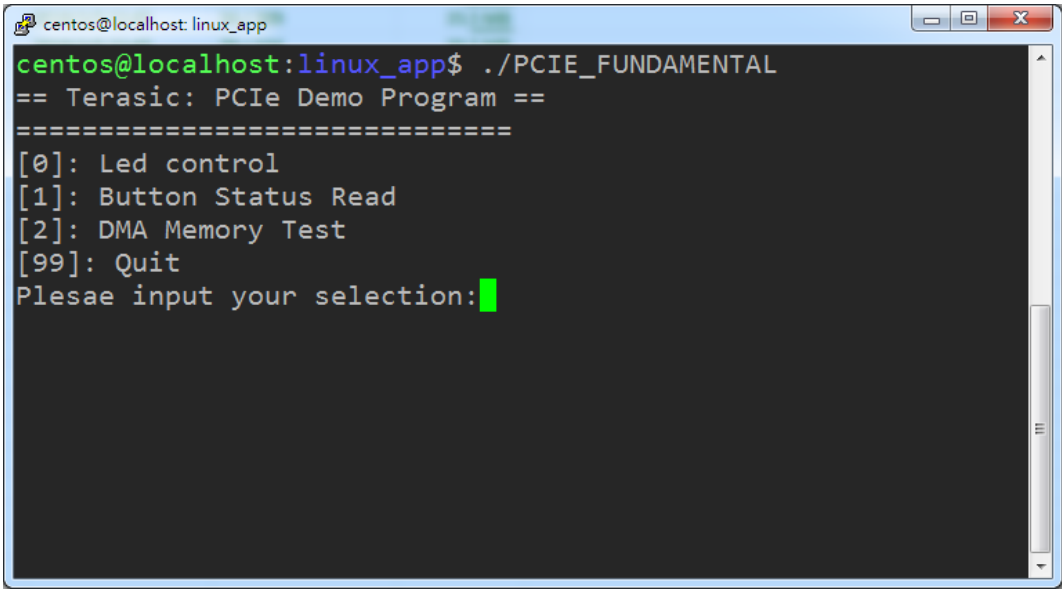 centos@localhost: linux_app
centos@localhost:linux_app$ ./PCIE_FUNDAMENTAL
== Terasic: PCIe Demo Program ==
==============================
[0]: Led control
[1]: Button Status Read
[2]: DMA Memory Test
[99]: Quit
Plesae input your selection: